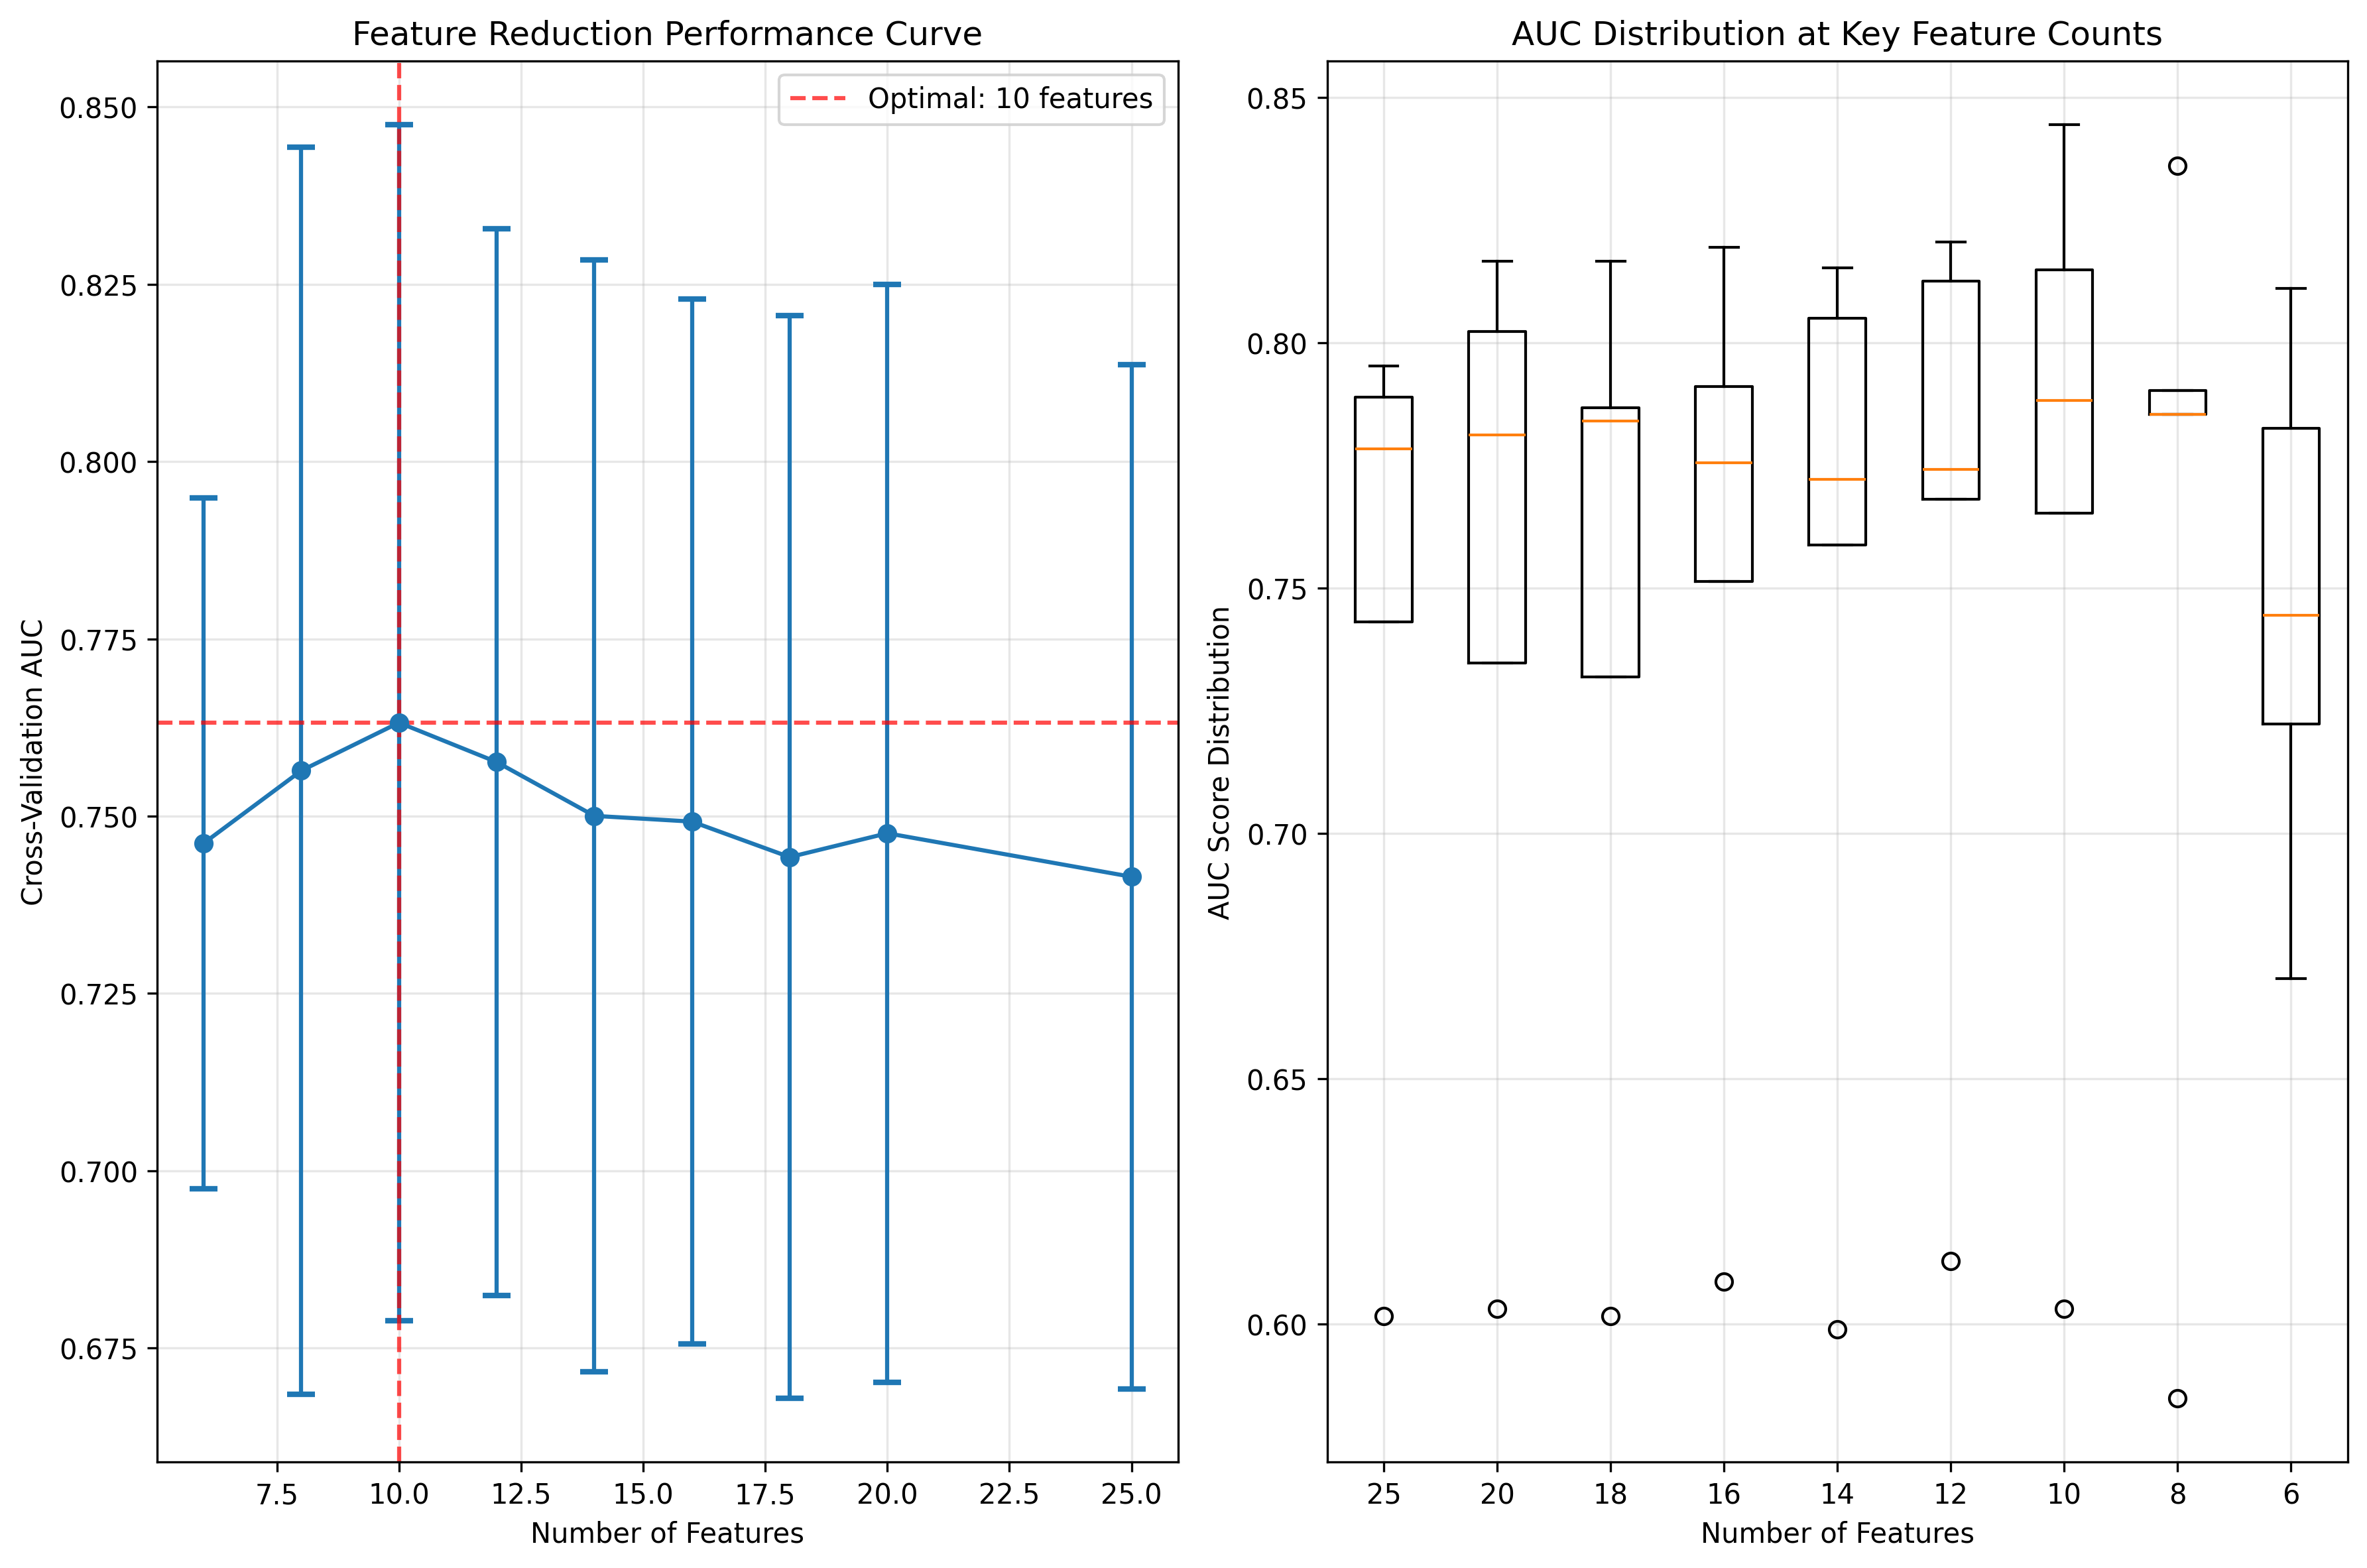 Feature Reduction Performance Curve
Optimal: 10 features
0.850
0.825
0.800
0.775
0.750
0.725
0.700
0.675
Cross-Validation AUC
7.5 10.0 12.5 15.0 17.5 20.0 22.5 25.0
Number of Features
AUC Distribution at Key Feature Counts
0.85
0.80
0.75
0.70
0.65
0.60
AUC Score Distribution
25 20 18 16 14 12 10 8 6
Number of Features